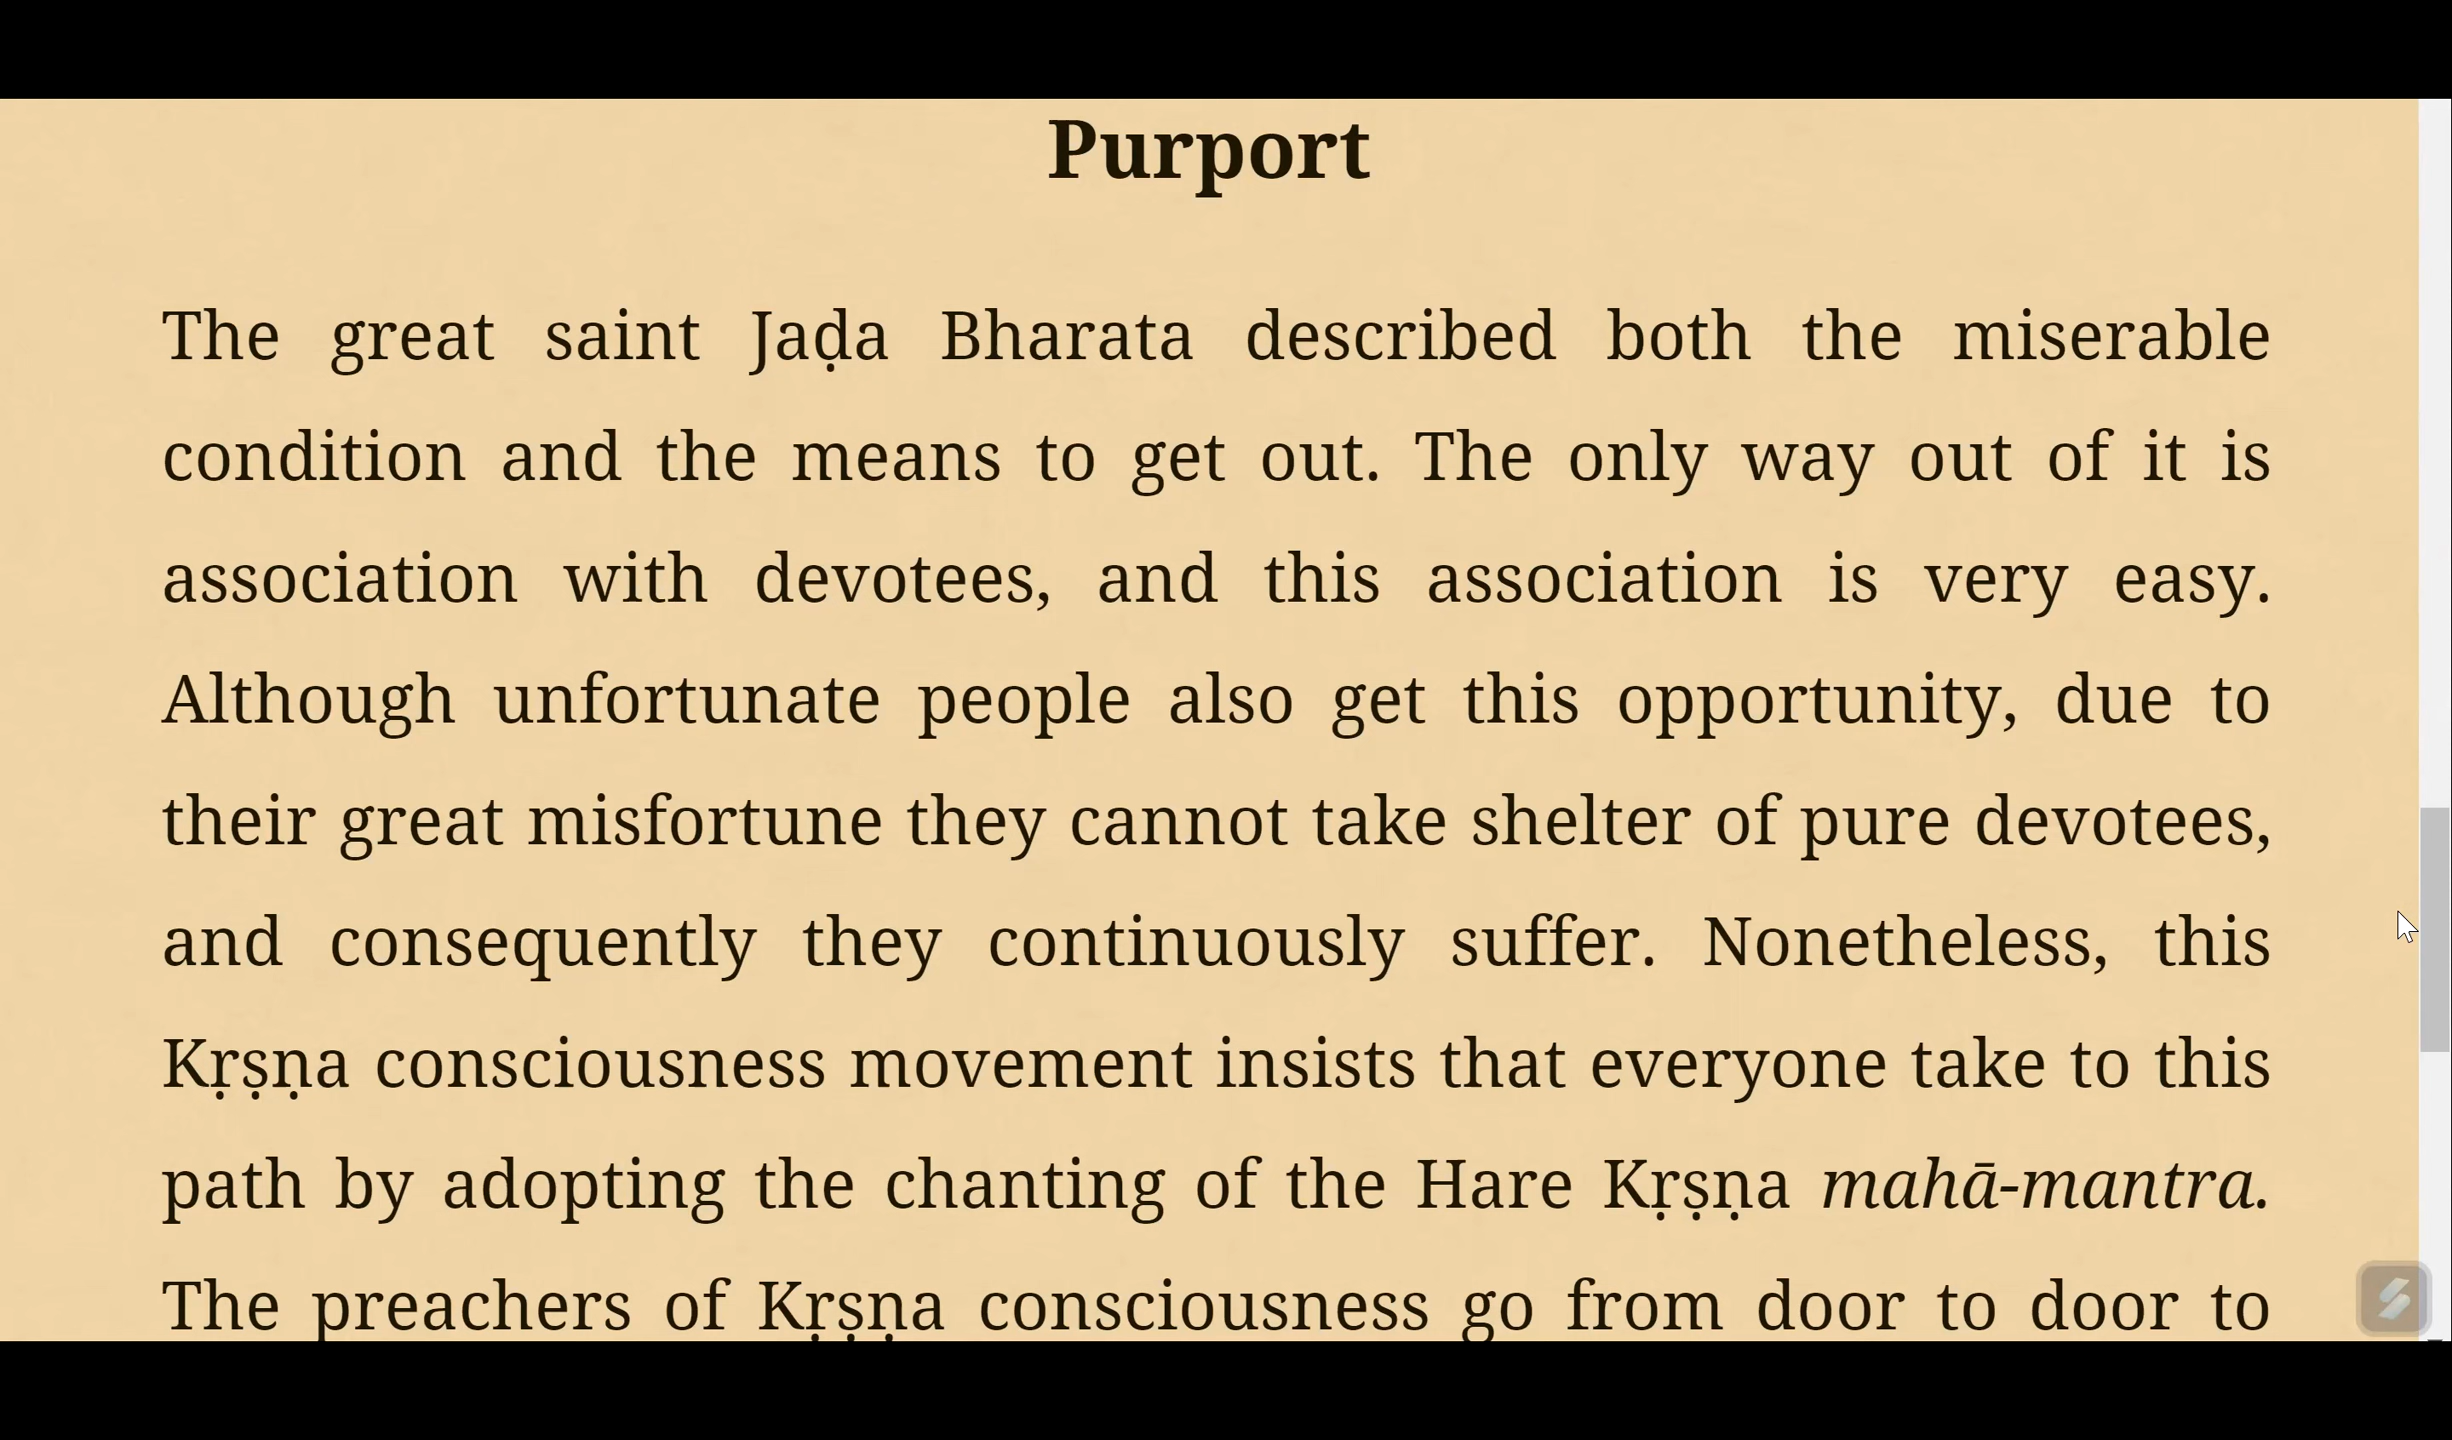 Purport
The great saint Jaḍa Bharata described both the miserable
condition and the means to get out. The only way out of it is
association with devotees, and this association is very easy.
Although unfortunate people also get this opportunity, due to
their great misfortune they cannot take shelter of pure devotees,
and consequently they continuously suffer. Nonetheless, this
Kṛṣṇa consciousness movement insists that everyone take to this
path by adopting the chanting of the Hare Kṛṣṇa mahā-mantra.
The preachers of Kṛṣṇa consciousness go from door to door to